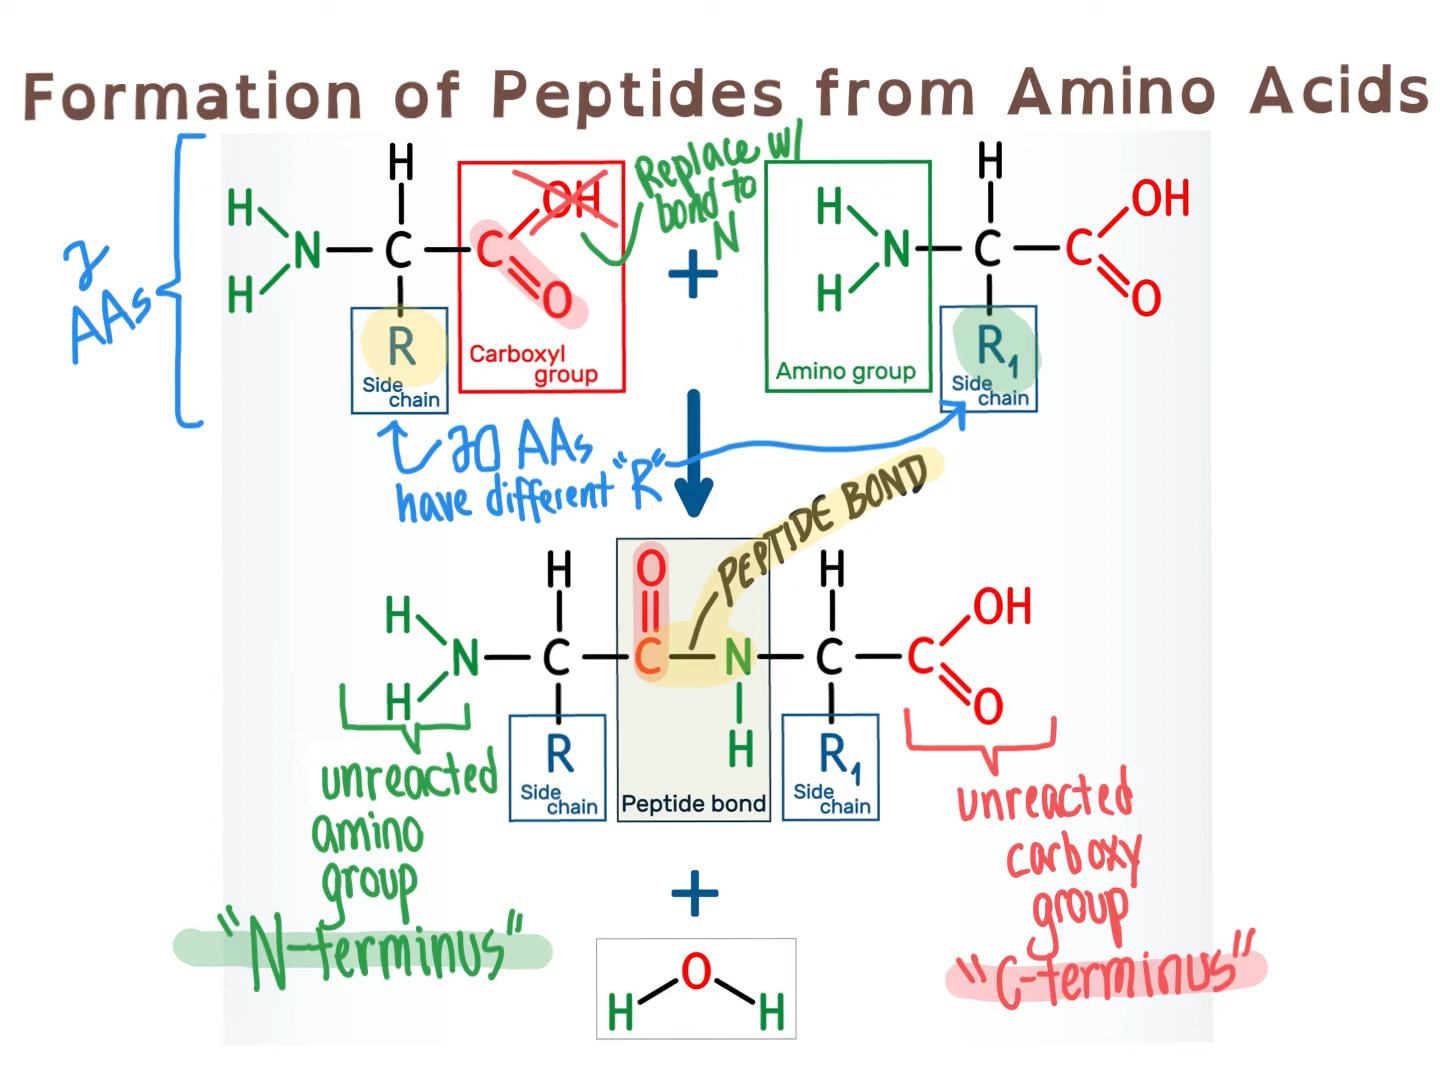 Formation of Peptides from Amino Acids
2
AAs
H
H
N
H
C
C
OH
O
R
Side
chain
Carboxyl
group
Replace w/
bond to
N
+
H
H
N
Amino group
H
C
C
OH
O
R1
Side
chain
20 AAs
have different "R"
PEPTIDE BOND
H
H
N
H
C
R
Side
chain
O
C
N
H
Peptide bond
H
C
R1
Side
chain
C
OH
O
unreacted
amino
group
"N-terminus"
unreacted
carboxy
group
"C-terminus"
+
O
H
H